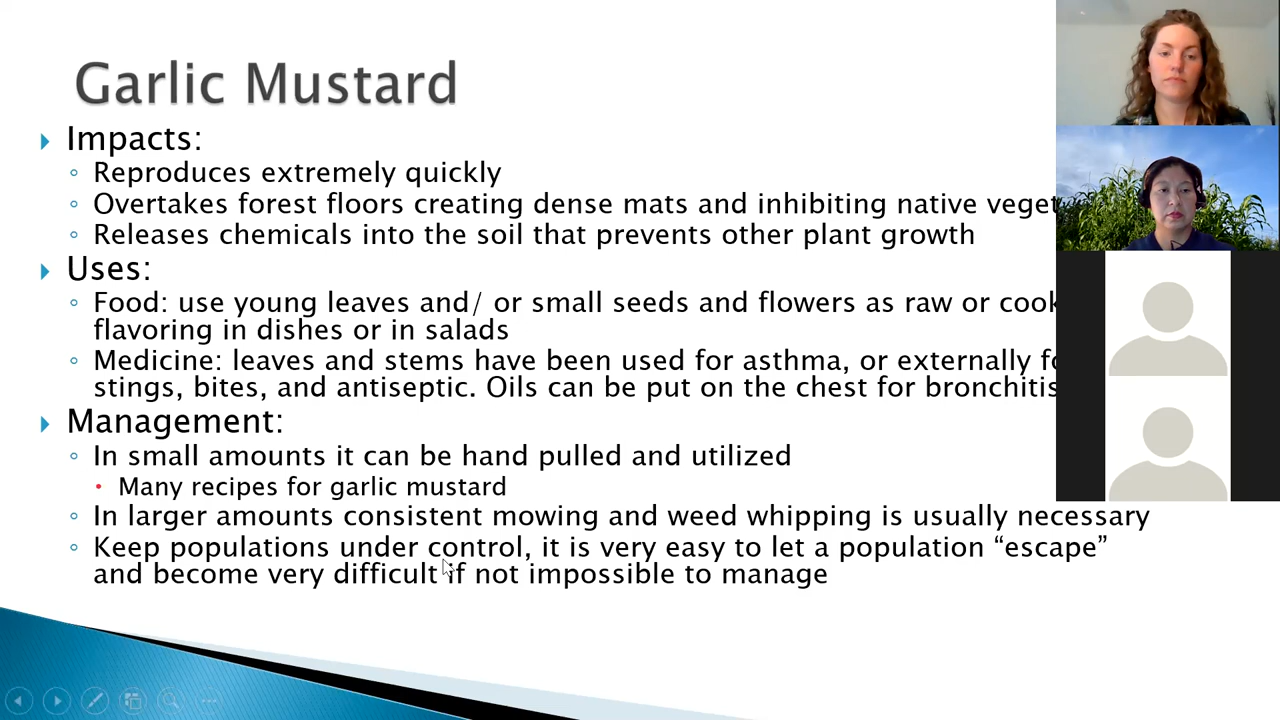 Garlic Mustard
Impacts:
Reproduces extremely quickly
Overtakes forest floors creating dense mats and inhibiting native
Releases chemicals into the soil that prevents other plant growth
Uses:
Food: use young leaves and/ or small seeds and flowers as raw or
flavoring in dishes or in salads
Medicine: leaves and stems have been used for asthma, or externally
stings, bites, and antiseptic. Oils can be put on the chest for bronchitis
Management:
In small amounts it can be hand pulled and utilized
Many recipes for garlic mustard
In larger amounts consistent mowing and weed whipping is usually necessary
Keep populations under control, it is very easy to let a population “escape”
and become very difficult if not impossible to manage